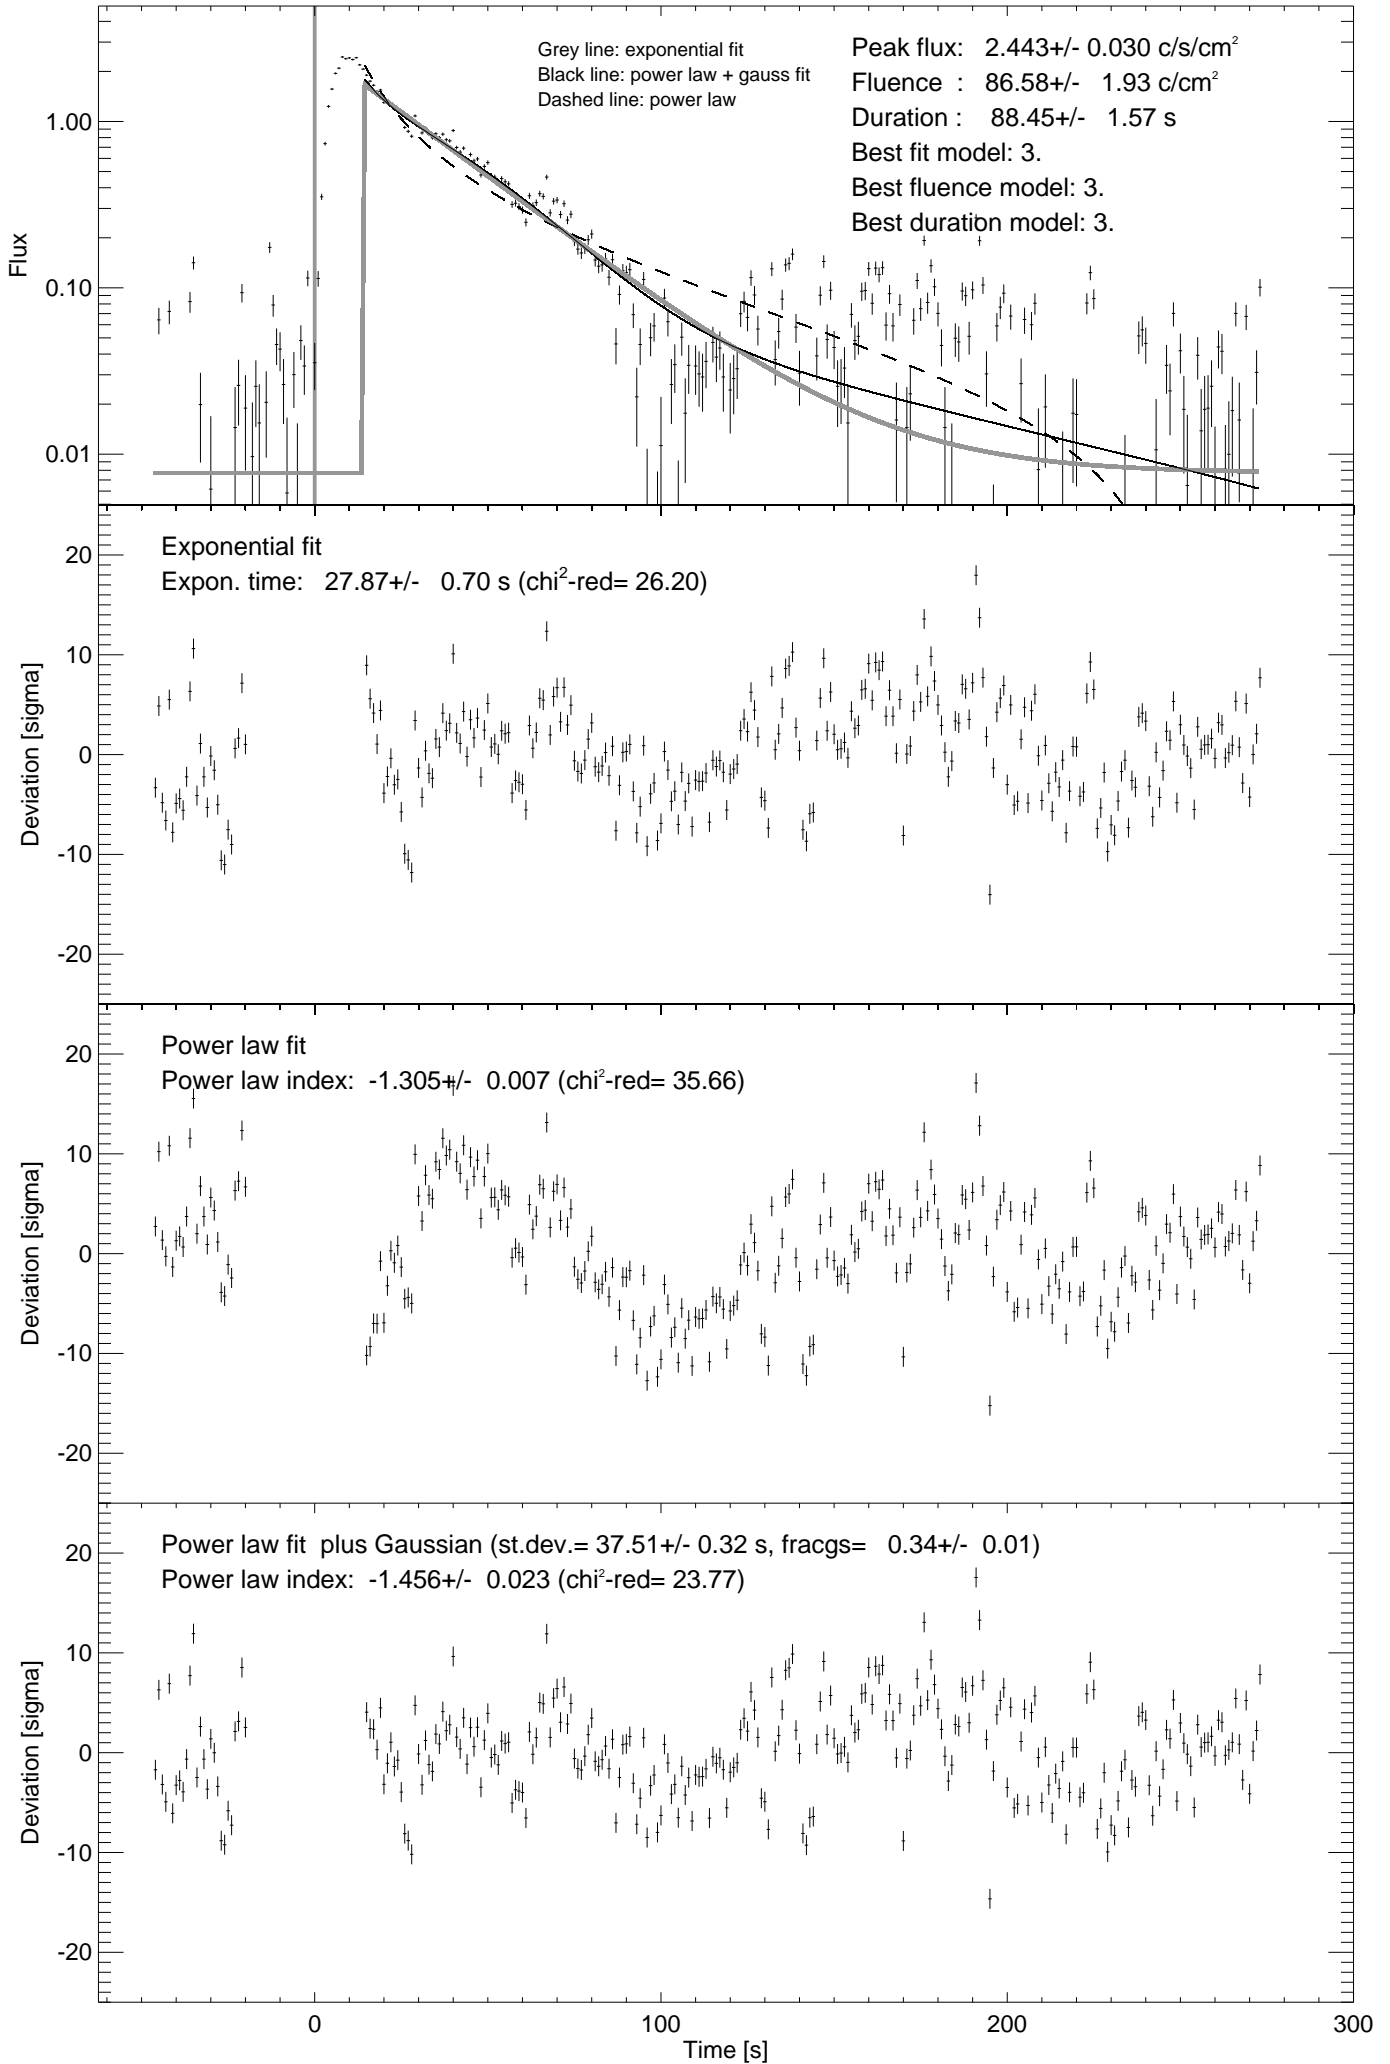 Grey line: exponential fit
Black line: power law + gauss fit
Dashed line: power law
Peak flux: 2.443+/- 0.030 c/s/cm²
Fluence : 86.58+/- 1.93 c/cm²
Duration : 88.45+/- 1.57 s
Best fit model: 3.
Best fluence model: 3.
Best duration model: 3.
Flux
1.00
0.10
0.01
Exponential fit
Expon. time: 27.87+/- 0.70 s (chi²-red= 26.20)
Deviation [sigma]
20
10
0
-10
-20
Power law fit
Power law index: -1.305+/- 0.007 (chi²-red= 35.66)
Deviation [sigma]
20
10
0
-10
-20
Power law fit plus Gaussian (st.dev.= 37.51+/- 0.32 s, fracgs= 0.34+/- 0.01)
Power law index: -1.456+/- 0.023 (chi²-red= 23.77)
Deviation [sigma]
20
10
0
-10
-20
0 100 200 300
Time [s]